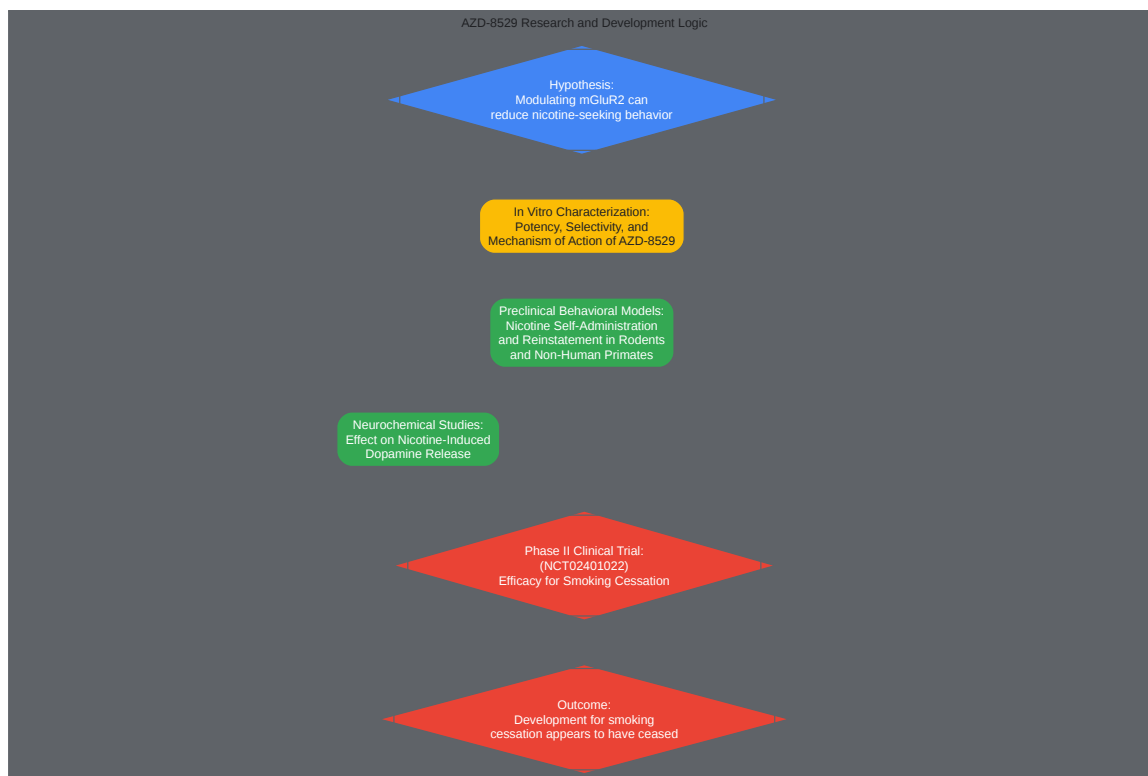 AZD-8529 Research and Development Logic
Hypothesis:
Modulating mGluR2 can
reduce nicotine-seeking behavior
In Vitro Characterization:
Potency, Selectivity, and
Mechanism of Action of AZD-8529
Preclinical Behavioral Models:
Nicotine Self-Administration
and Reinstatement in Rodents
and Non-Human Primates
Neurochemical Studies:
Effect on Nicotine-Induced
Dopamine Release
Phase II Clinical Trial:
(NCT02401022)
Efficacy for Smoking Cessation
Outcome:
Development for smoking
cessation appears to have ceased